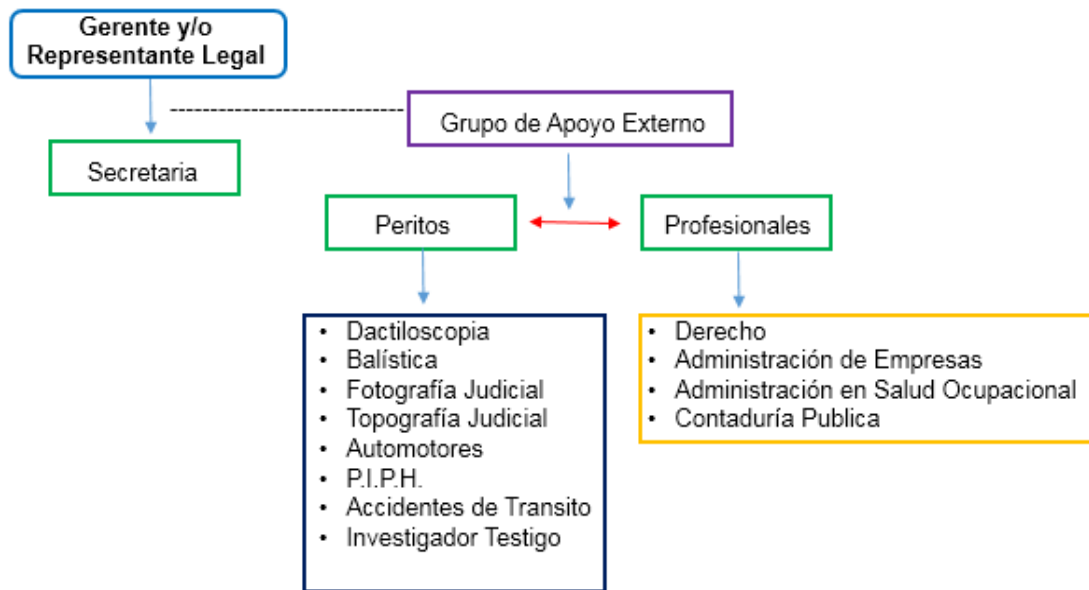 Gerente y/o
Representante Legal
Grupo de Apoyo Externo
Secretaria
Peritos
Profesionales
• Dactiloscopia
• Balística
• Fotografía Judicial
• Topografía Judicial
• Automotores
• P.I.P.H.
• Accidentes de Transito
• Investigador Testigo
• Derecho
• Administración de Empresas
• Administración en Salud Ocupacional
• Contaduría Publica